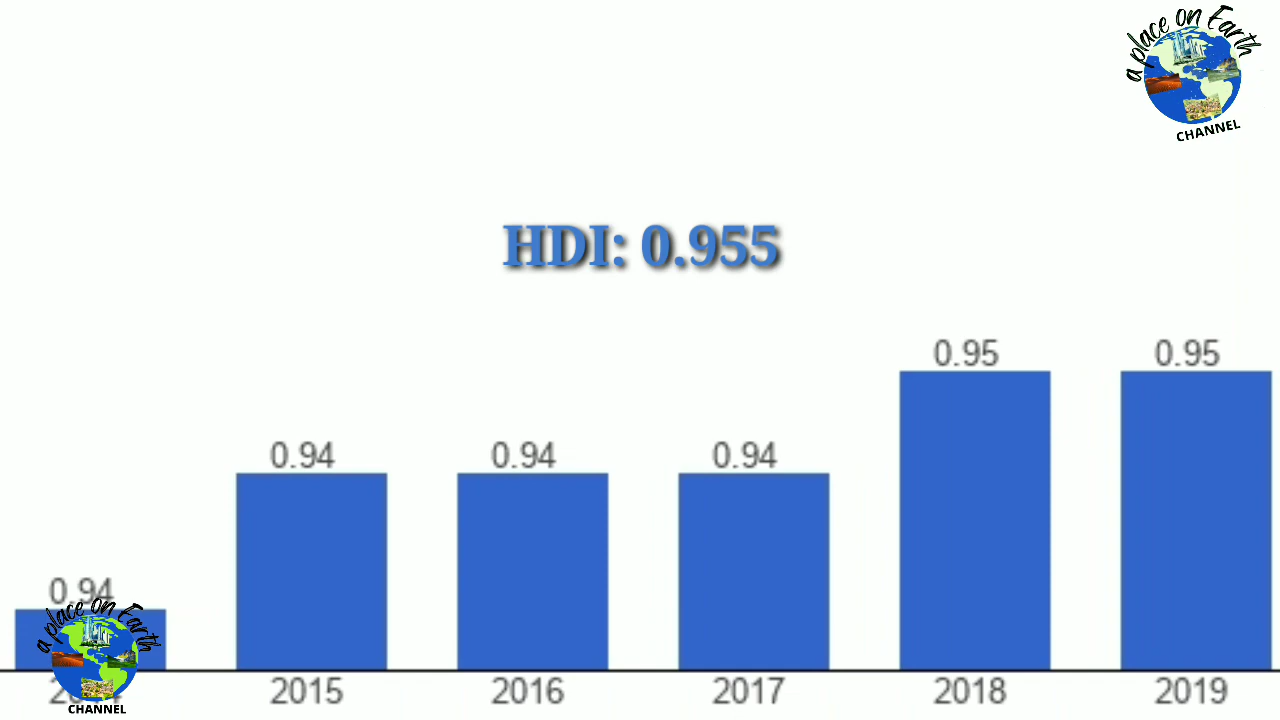 a place on Earth
CHANNEL
HDI: 0.955
0.95 0.95
0.94 0.94 0.94
0.94
a place on Earth
2015 2016 2017 2018 2019
CHANNEL